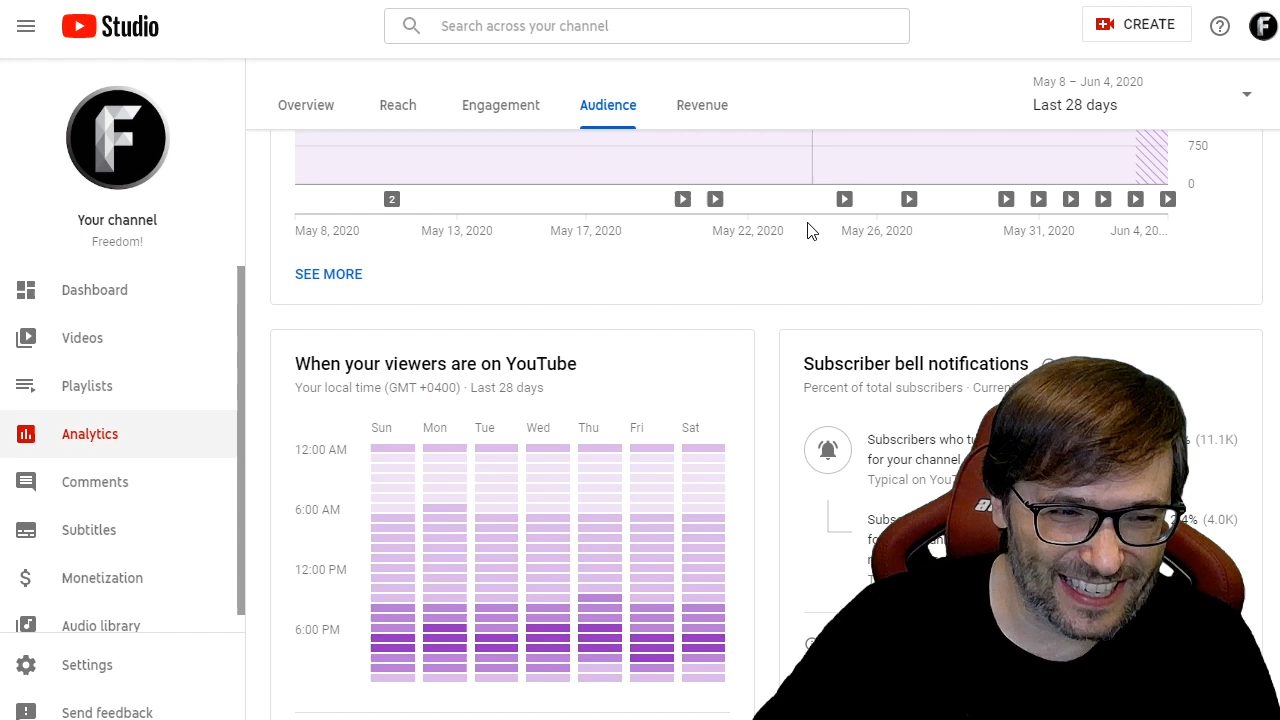 Studio
Search across your channel
CREATE
F
Your channel
Freedom!
Dashboard
Videos
Playlists
Analytics
Comments
Subtitles
Monetization
Audio library
Settings
Send feedback
Overview Reach Engagement Audience Revenue
May 8 – Jun 4, 2020
Last 28 days
750
0
2
May 8, 2020 May 13, 2020 May 17, 2020 May 22, 2020 May 26, 2020 May 31, 2020 Jun 4, 20...
SEE MORE
When your viewers are on YouTube
Your local time (GMT +0400) · Last 28 days
Sun Mon Tue Wed Thu Fri Sat
12:00 AM
6:00 AM
12:00 PM
6:00 PM
Subscriber bell notifications
Percent of total subscribers ·
Subscribers who
% (11.1K)
for your channel
Typical on
(4.0K)